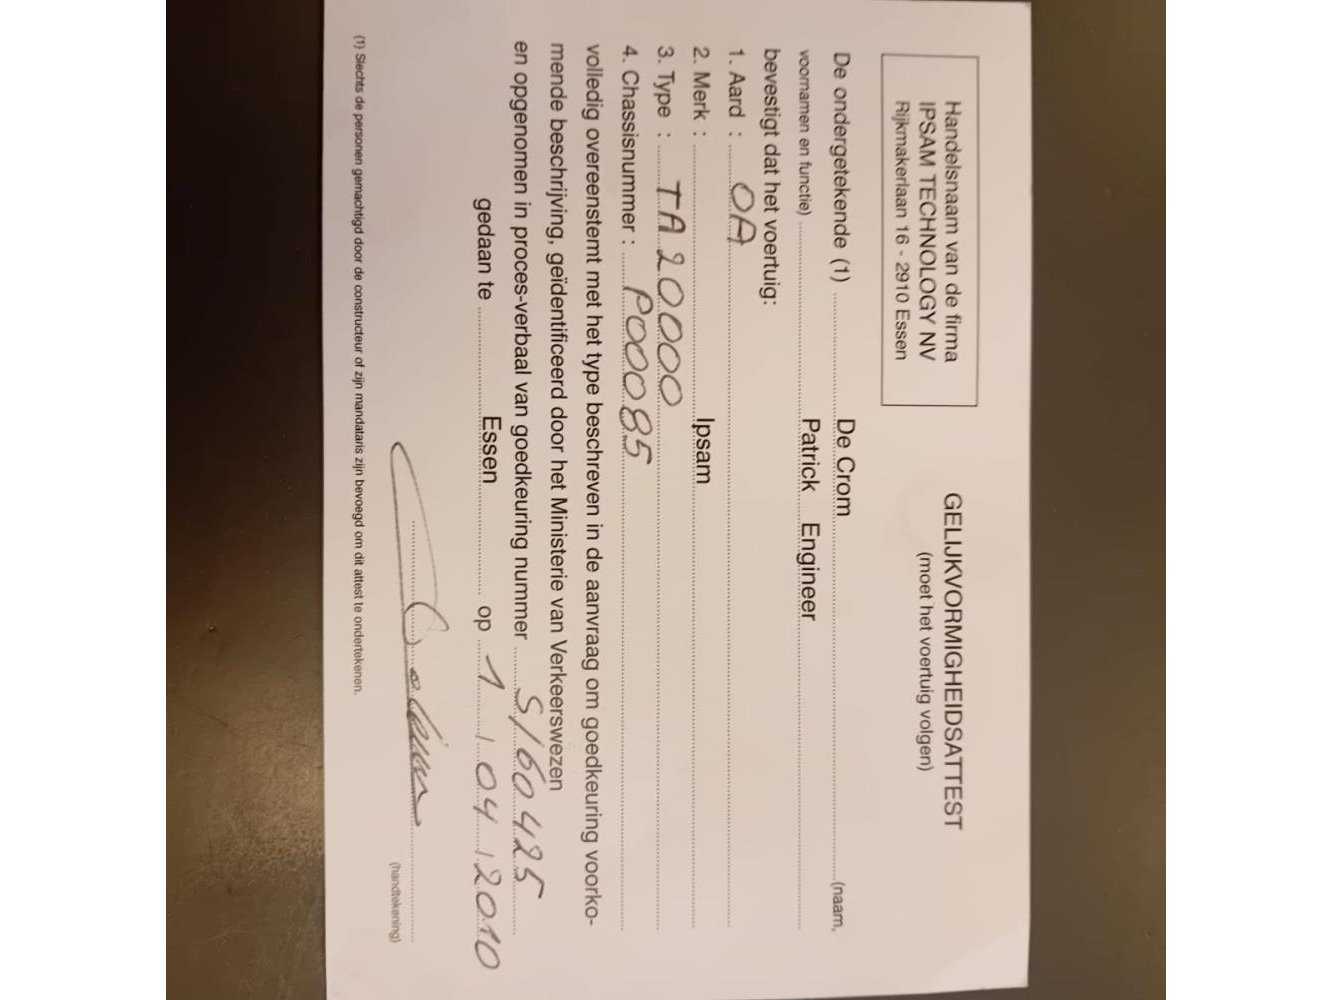 Handelsnaam van de firma
IPSAM TECHNOLOGY NV
Rijkmakerlaan 16 - 2910 Essen
GELIJKVORMIGHEIDSATTEST
(moet het voertuig volgen)
De ondergetekende (1) De Crom (naam,
voornamen en functie) Patrick Engineer
bevestigt dat het voertuig:
1. Aard : OA
2. Merk : Ipsam
3. Type : TA 20000
4. Chassisnummer : P00085
volledig overeenstemt met het type beschreven in de aanvraag om goedkeuring voorko-
mende beschrijving, geïdentificeerd door het Ministerie van Verkeerswezen
en opgenomen in proces-verbaal van goedkeuring nummer S/60425
gedaan te Essen op 1 / 04 / 2010
(handtekening)
(1) Slechts de personen gemachtigd door de constructeur of zijn mandataris zijn bevoegd om dit attest te ondertekenen.